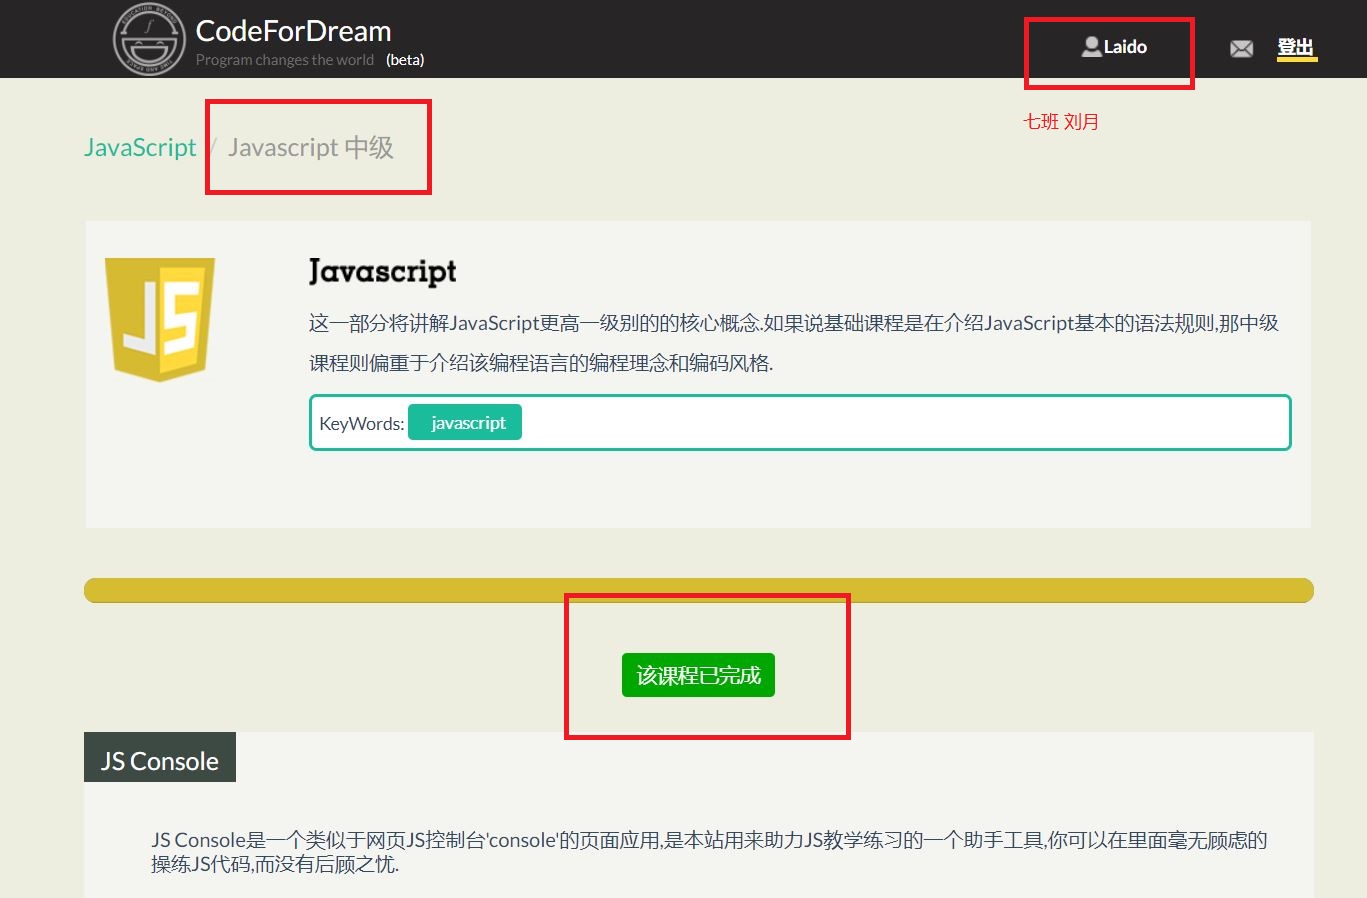 CodeForDream
Program changes the world (beta)
Laido
登出
七班 刘月
JavaScript / Javascript 中级
JS
Javascript
这一部分将讲解JavaScript更高一级别的的核心概念.如果说基础课程是在介绍JavaScript基本的语法规则,那中级
课程则偏重于介绍该编程语言的编程理念和编码风格.
KeyWords: javascript
该课程已完成
JS Console
JS Console是一个类似于网页JS控制台'console'的页面应用,是本站用来助力JS教学练习的一个助手工具,你可以在里面毫无顾虑的
操练JS代码,而没有后顾之忧.